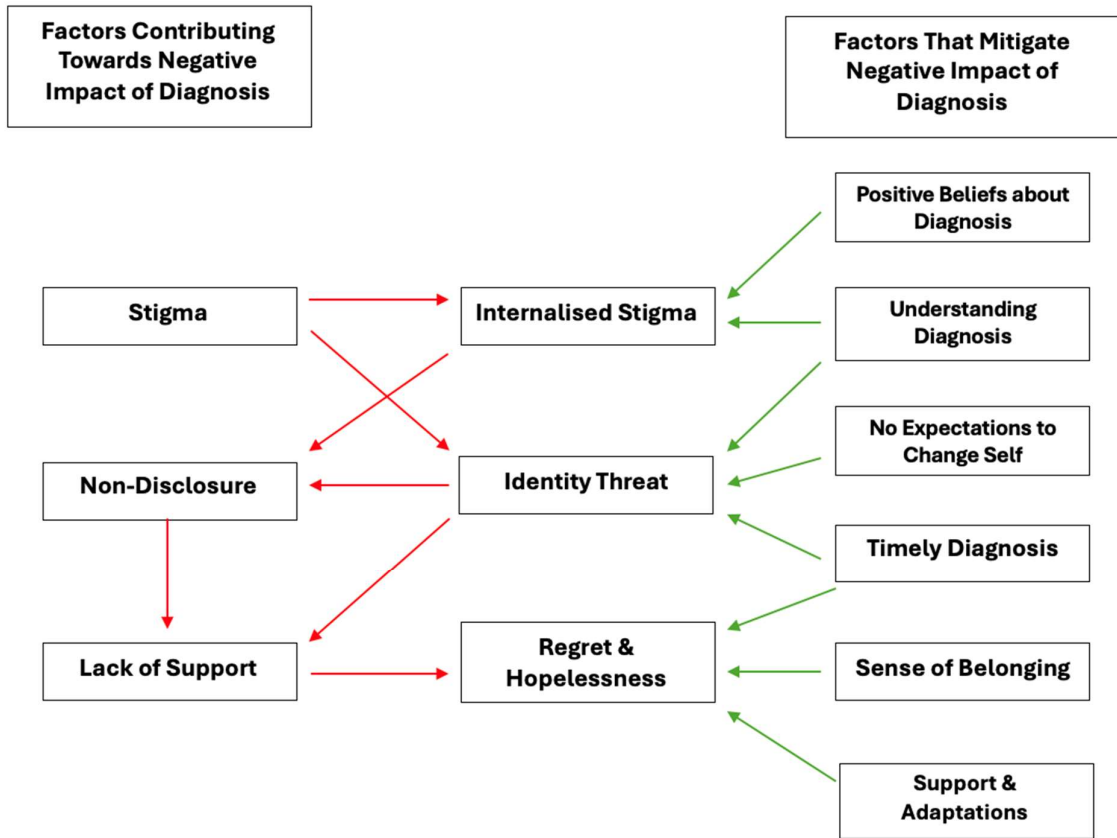 Factors Contributing
Towards Negative
Impact of Diagnosis
Factors That Mitigate
Negative Impact of
Diagnosis
Positive Beliefs about
Diagnosis
Stigma
Internalised Stigma
Understanding
Diagnosis
No Expectations to
Change Self
Non-Disclosure
Identity Threat
Timely Diagnosis
Lack of Support
Regret &
Hopelessness
Sense of Belonging
Support &
Adaptations